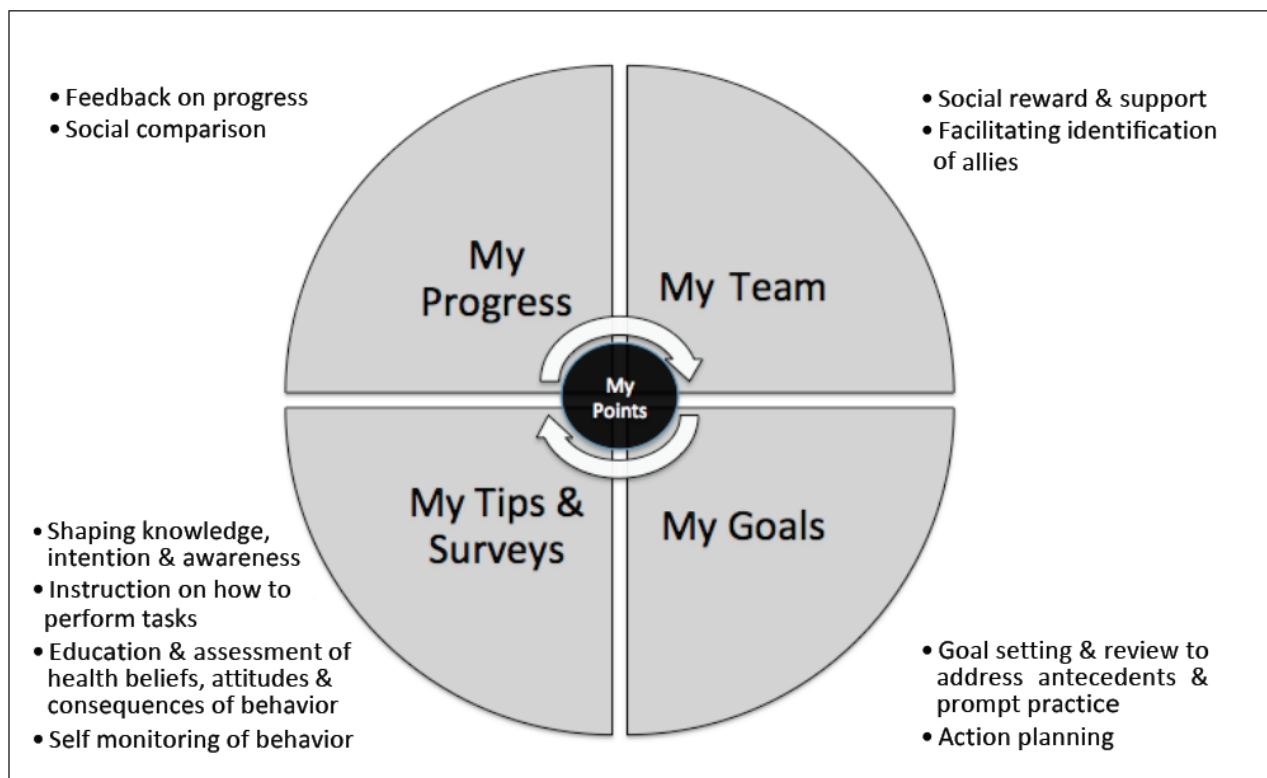 • Feedback on progress
• Social comparison
• Social reward & support
• Facilitating identification
of allies
My
Progress
My Team
My
Points
My Tips &
Surveys
My Goals
• Shaping knowledge,
intention & awareness
• Instruction on how to
perform tasks
• Education & assessment of
health beliefs, attitudes &
consequences of behavior
• Self monitoring of behavior
• Goal setting & review to
address antecedents &
prompt practice
• Action planning